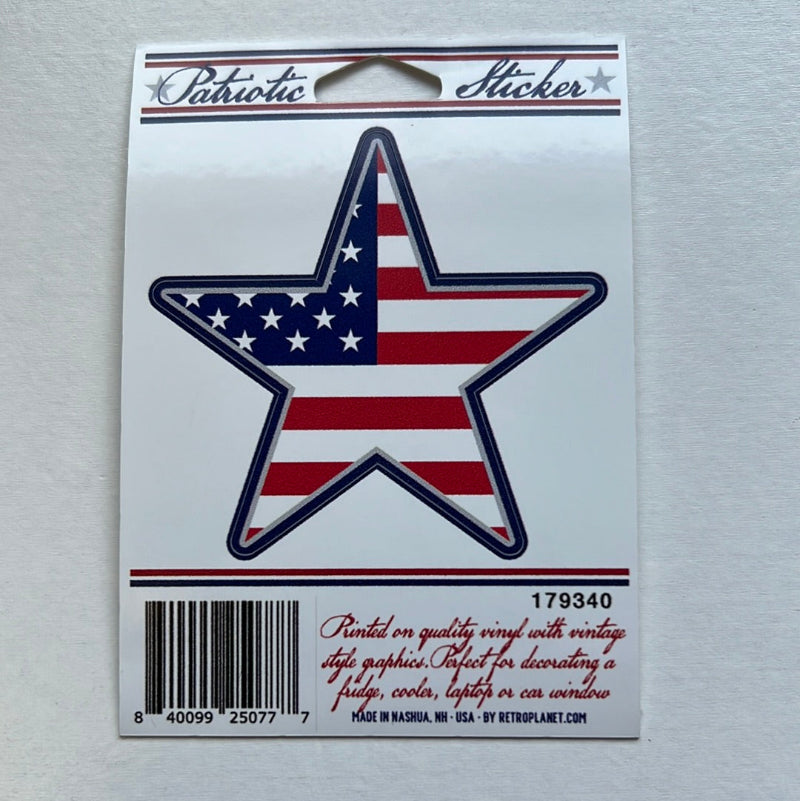 Patriotic Sticker
179340
Printed on quality vinyl with vintage
style graphics. Perfect for decorating a
fridge, cooler, laptop or car window
MADE IN NASHUA, NH · USA · BY RETROPLANET.COM
8 40099 25077 7